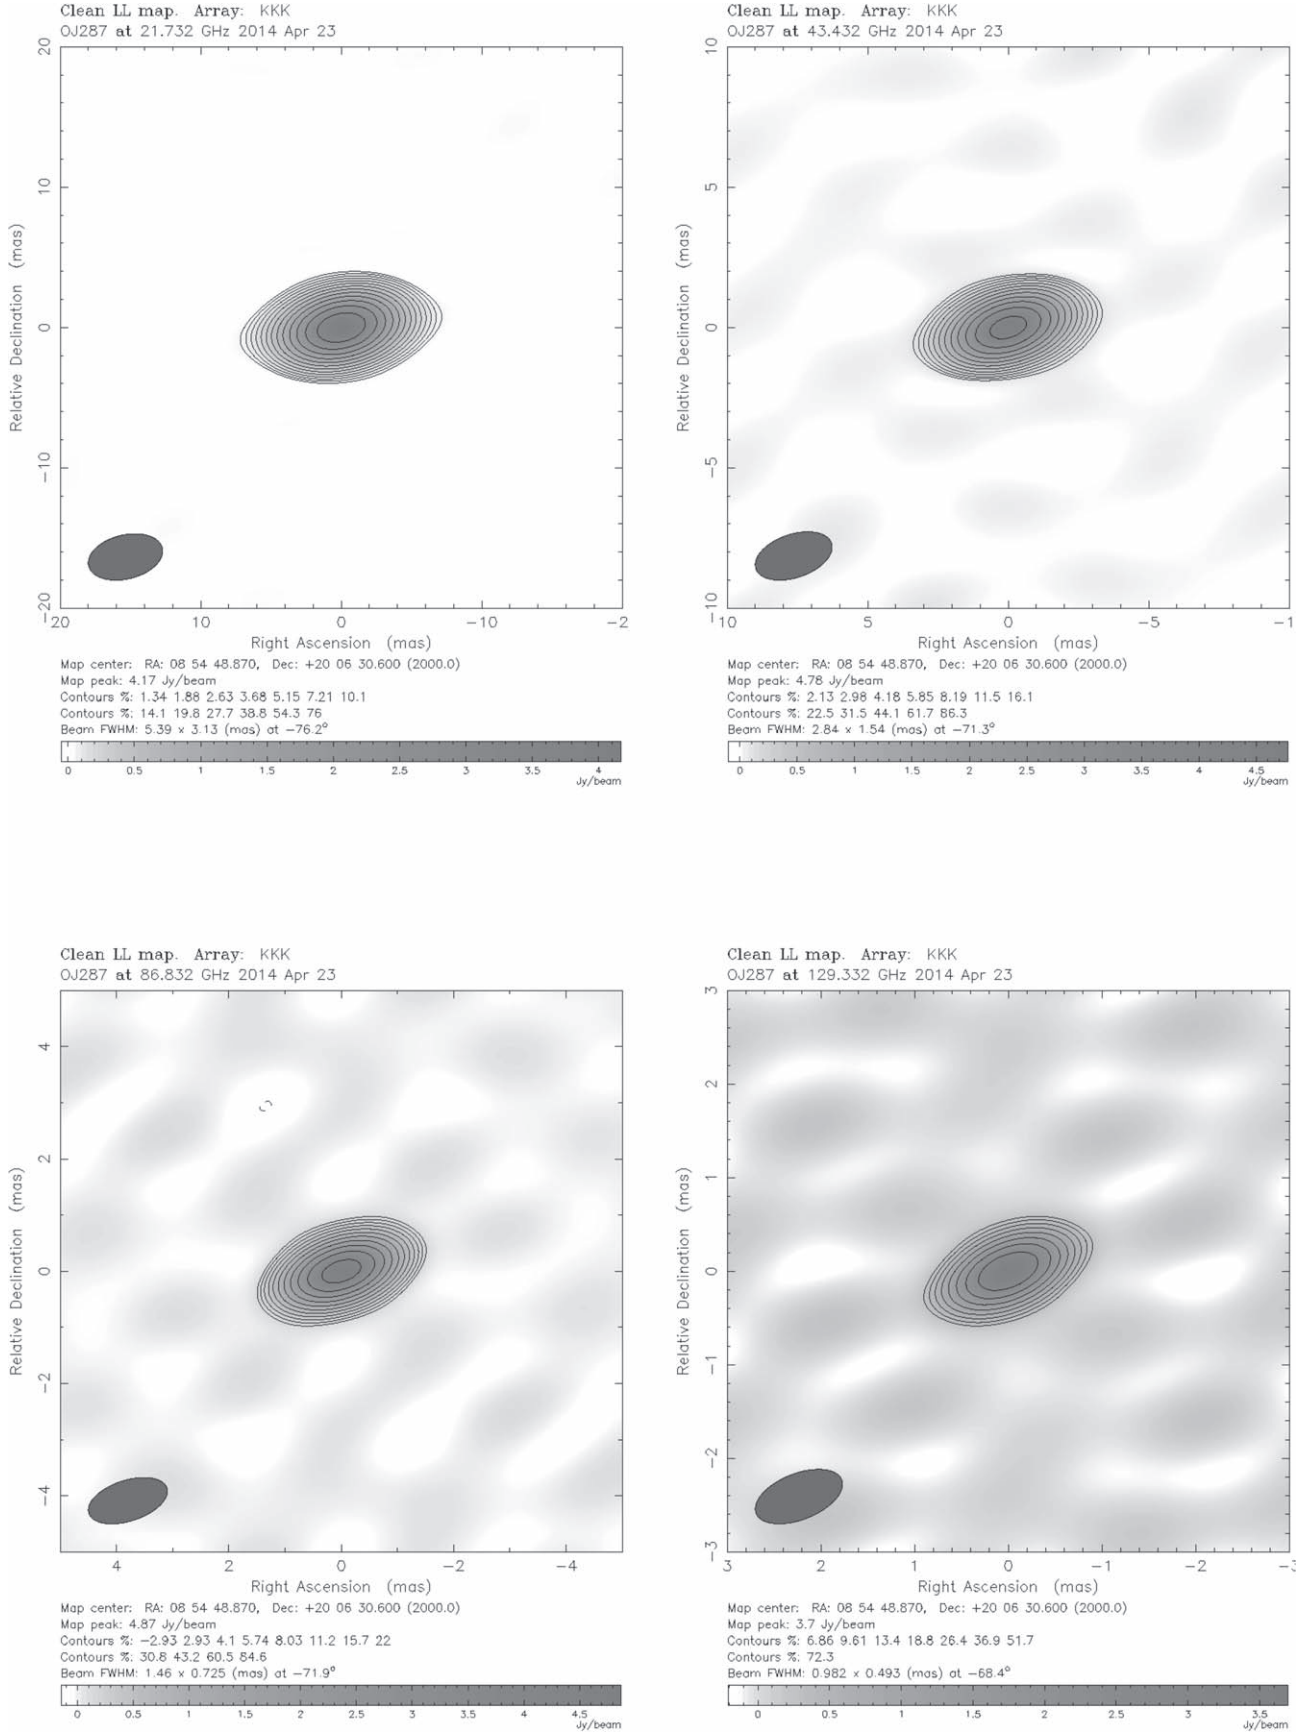 Clean LL map. Array: KKK
OJ287 at 21.732 GHz 2014 Apr 23
20
10
0
−10
−20
Relative Declination (mas)
20
10
0
−10
−2
Right Ascension (mas)
Map center: RA: 08 54 48.870, Dec: +20 06 30.600 (2000.0)
Map peak: 4.17 Jy/beam
Contours %: 1.34 1.88 2.63 3.68 5.15 7.21 10.1
Contours %: 14.1 19.8 27.7 38.8 54.3 76
Beam FWHM: 5.39 x 3.13 (mas) at −76.2°
0 0.5 1 1.5 2 2.5 3 3.5 4
Jy/beam
Clean LL map. Array: KKK
OJ287 at 43.432 GHz 2014 Apr 23
10
5
0
−5
−10
Relative Declination (mas)
10
5
0
−5
−1
Right Ascension (mas)
Map center: RA: 08 54 48.870, Dec: +20 06 30.600 (2000.0)
Map peak: 4.78 Jy/beam
Contours %: 2.13 2.98 4.18 5.85 8.19 11.5 16.1
Contours %: 22.5 31.5 44.1 61.7 86.3
Beam FWHM: 2.84 x 1.54 (mas) at −71.3°
0 0.5 1 1.5 2 2.5 3 3.5 4 4.5
Jy/beam
Clean LL map. Array: KKK
OJ287 at 86.832 GHz 2014 Apr 23
4
2
0
−2
−4
Relative Declination (mas)
4
2
0
−2
−4
Right Ascension (mas)
Map center: RA: 08 54 48.870, Dec: +20 06 30.600 (2000.0)
Map peak: 4.87 Jy/beam
Contours %: −2.93 2.93 4.1 5.74 8.03 11.2 15.7 22
Contours %: 30.8 43.2 60.5 84.6
Beam FWHM: 1.46 x 0.725 (mas) at −71.9°
0 0.5 1 1.5 2 2.5 3 3.5 4 4.5
Jy/beam
Clean LL map. Array: KKK
OJ287 at 129.332 GHz 2014 Apr 23
3
2
1
0
−1
−2
−3
Relative Declination (mas)
3
2
1
0
−1
−2
−3
Right Ascension (mas)
Map center: RA: 08 54 48.870, Dec: +20 06 30.600 (2000.0)
Map peak: 3.7 Jy/beam
Contours %: 6.86 9.61 13.4 18.8 26.4 36.9 51.7
Contours %: 72.3
Beam FWHM: 0.982 x 0.493 (mas) at −68.4°
0 0.5 1 1.5 2 2.5 3 3.5
Jy/beam